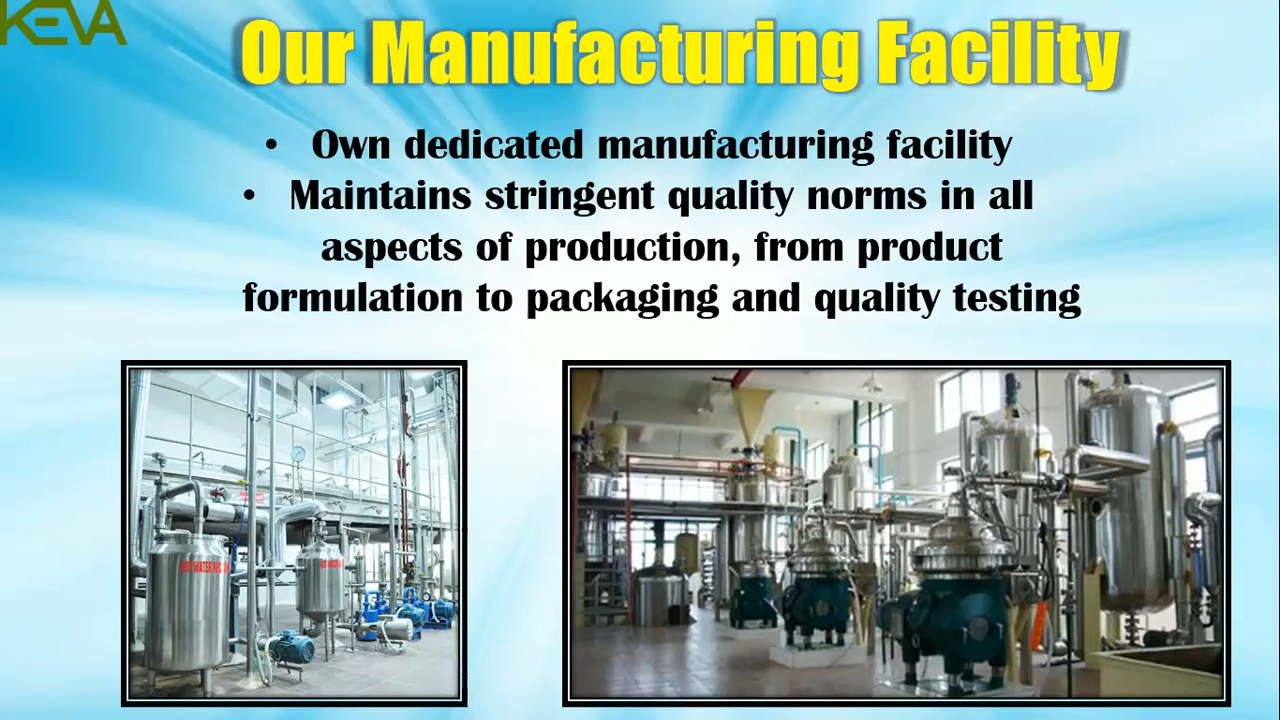 KEVA
Our Manufacturing Facility
• Own dedicated manufacturing facility
• Maintains stringent quality norms in all
aspects of production, from product
formulation to packaging and quality testing